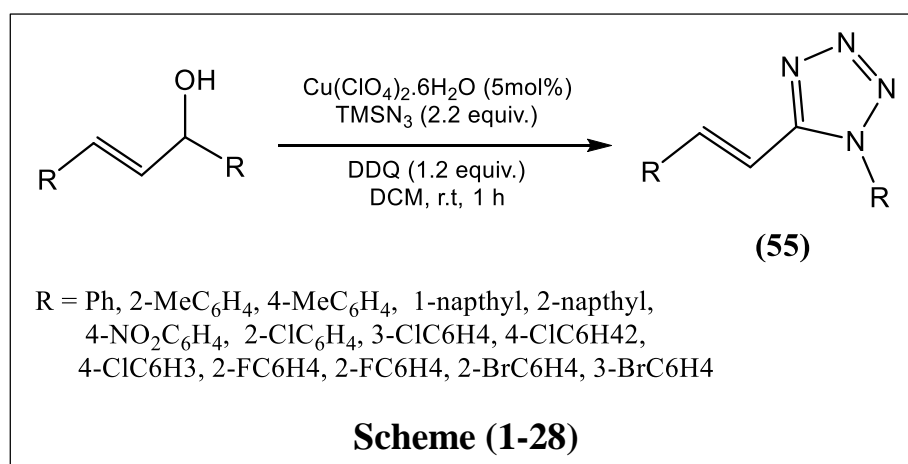 OH
R
R
Cu(ClO₄)₂.6H₂O (5mol%)
TMSN₃ (2.2 equiv.)
DDQ (1.2 equiv.)
DCM, r.t, 1 h
N
N
N
N
R
R
(55)
R = Ph, 2-MeC₆H₄, 4-MeC₆H₄, 1-napthyl, 2-napthyl,
4-NO₂C₆H₄, 2-ClC₆H₄, 3-ClC6H4, 4-ClC6H42,
4-ClC6H3, 2-FC6H4, 2-FC6H4, 2-BrC6H4, 3-BrC6H4
Scheme (1-28)